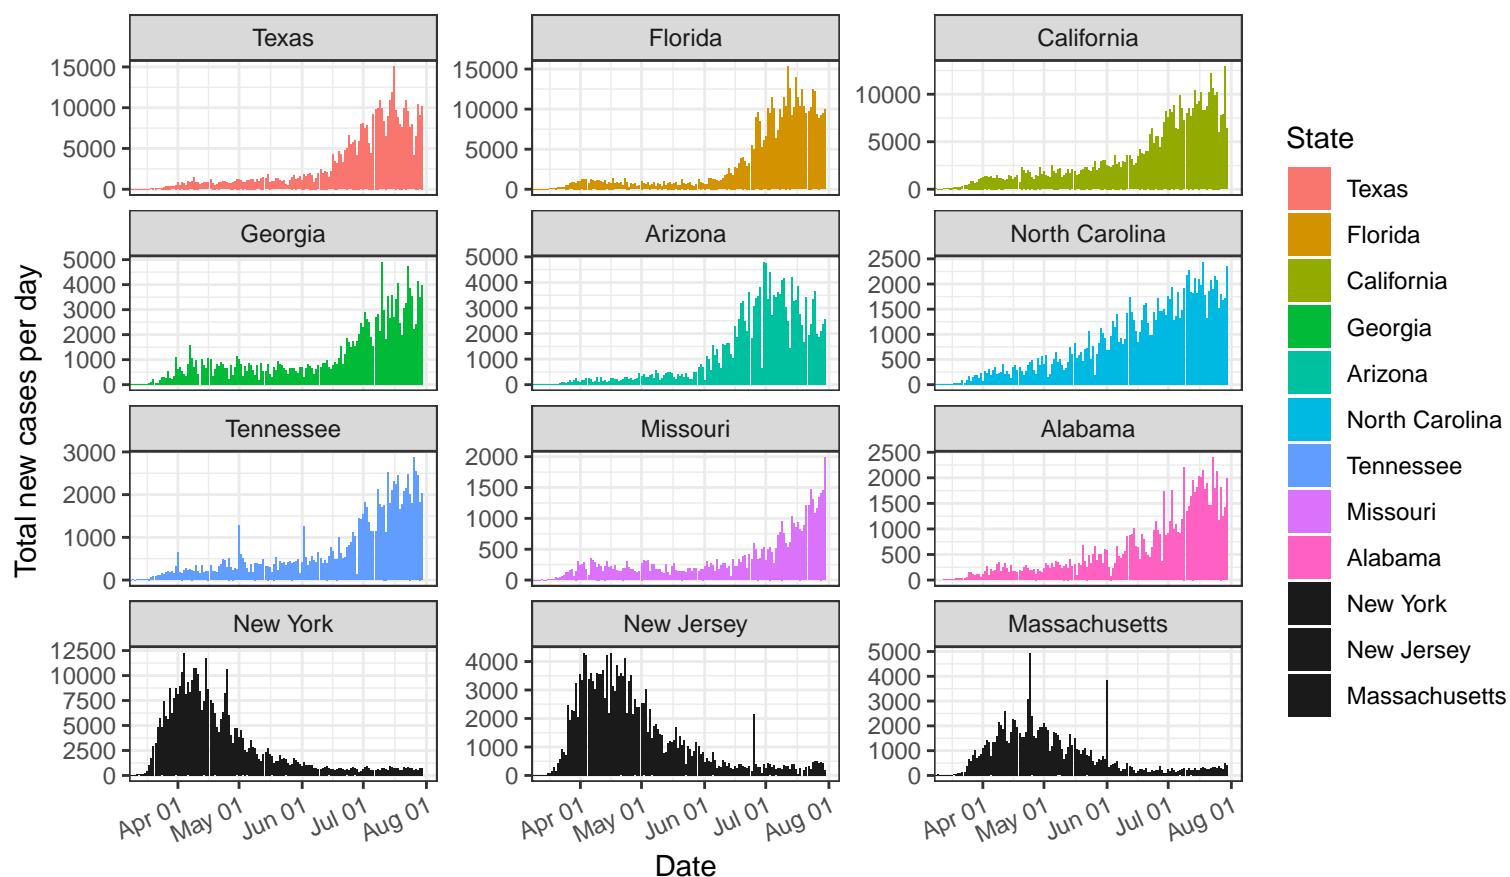 Texas
Florida
California
15000
10000
5000
0
15000
10000
5000
0
10000
5000
0
Georgia
Arizona
North Carolina
5000
4000
3000
2000
1000
0
5000
4000
3000
2000
1000
0
2500
2000
1500
1000
500
0
Tennessee
Missouri
Alabama
3000
2000
1000
0
2000
1500
1000
500
0
2500
2000
1500
1000
500
0
New York
New Jersey
Massachusetts
12500
10000
7500
5000
2500
0
4000
3000
2000
1000
0
5000
4000
3000
2000
1000
0
Apr 01 May 01 Jun 01 Jul 01 Aug 01
Apr 01 May 01 Jun 01 Jul 01 Aug 01
Apr 01 May 01 Jun 01 Jul 01 Aug 01
Date
Total new cases per day
State
Texas
Florida
California
Georgia
Arizona
North Carolina
Tennessee
Missouri
Alabama
New York
New Jersey
Massachusetts